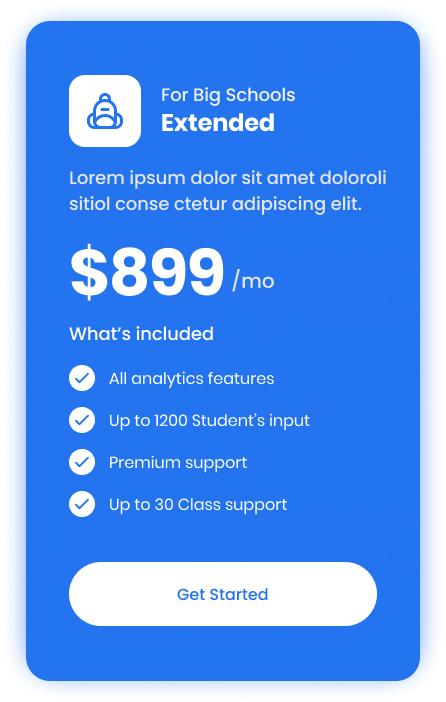 For Big Schools
Extended
Lorem ipsum dolor sit amet doloroli
sitiol conse ctetur adipiscing elit.
$899 /mo
What’s included
All analytics features
Up to 1200 Student’s input
Premium support
Up to 30 Class support
Get Started